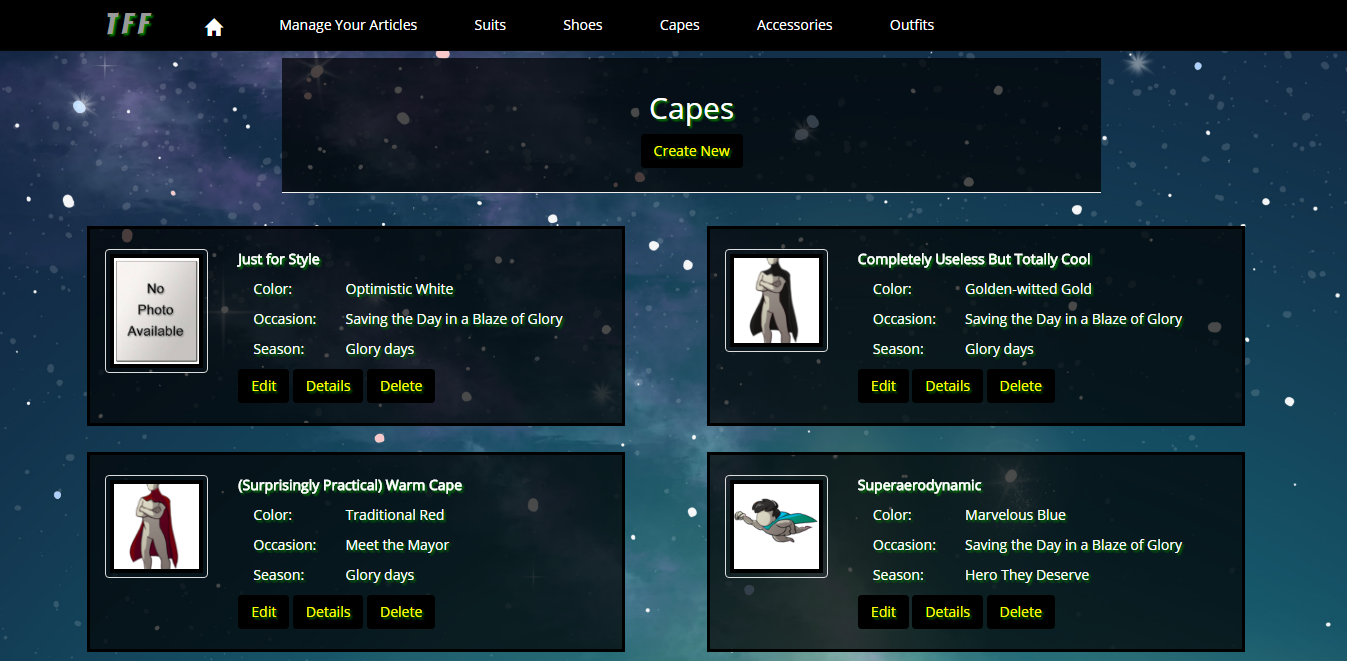 TFF Manage Your Articles Suits Shoes Capes Accessories Outfits
Capes
Create New
No
Photo
Available
Just for Style
Color: Optimistic White
Occasion: Saving the Day in a Blaze of Glory
Season: Glory days
Edit Details Delete
Completely Useless But Totally Cool
Color: Golden-witted Gold
Occasion: Saving the Day in a Blaze of Glory
Season: Glory days
Edit Details Delete
(Surprisingly Practical) Warm Cape
Color: Traditional Red
Occasion: Meet the Mayor
Season: Glory days
Edit Details Delete
Superaerodynamic
Color: Marvelous Blue
Occasion: Saving the Day in a Blaze of Glory
Season: Hero They Deserve
Edit Details Delete